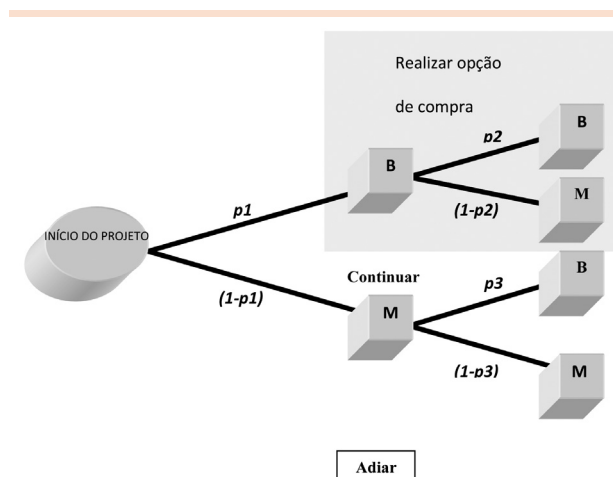 Realizar opção
de compra
B
p2
B
p1
(1-p2)
M
INÍCIO DO PROJETO
Continuar
B
p3
(1-p1)
M
(1-p3)
M
Adiar